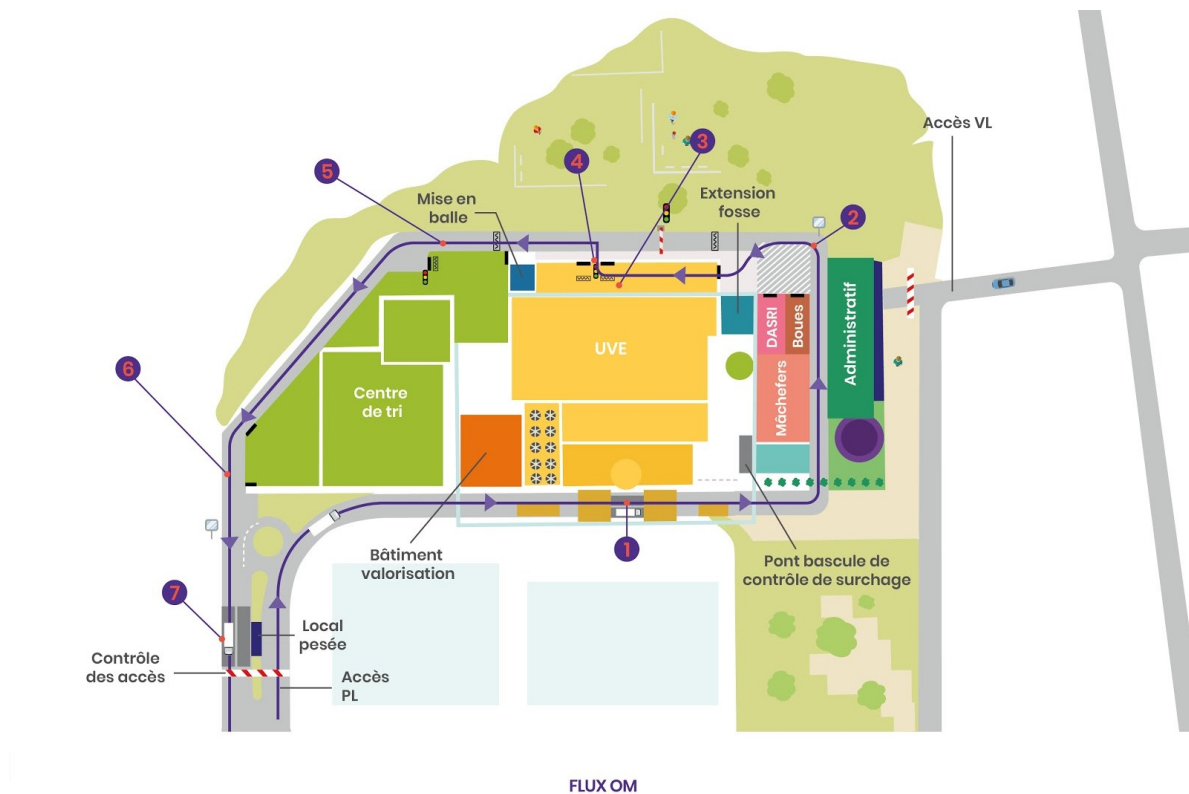 Accès VL
3
4
5
Extension
fosse
Mise en
balle
2
DASRI
Boues
Administratif
UVE
6
Centre
de tri
Mâchefers
1
Bâtiment
valorisation
Pont bascule de
contrôle de surchage
7
Local
pesée
Contrôle
des accès
Accès
PL
FLUX OM